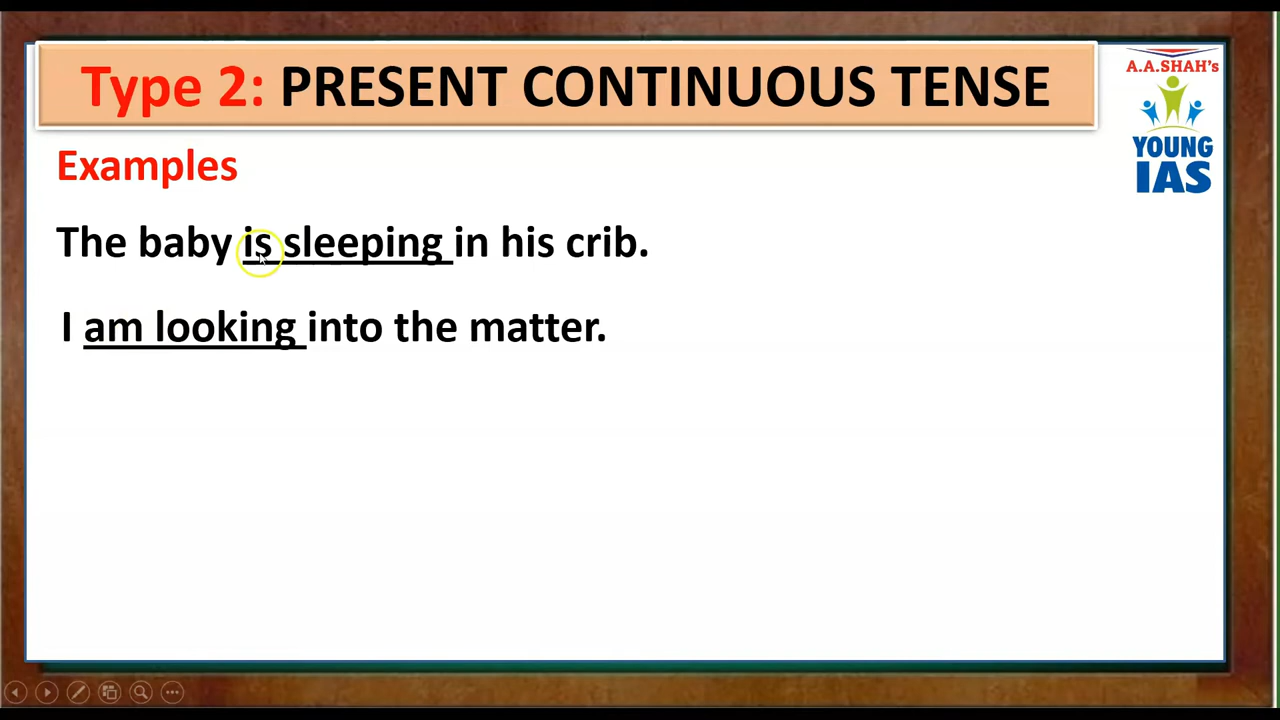 Type 2: PRESENT CONTINUOUS TENSE
A.A.SHAH's
YOUNG
IAS
Examples
The baby is sleeping in his crib.
I am looking into the matter.